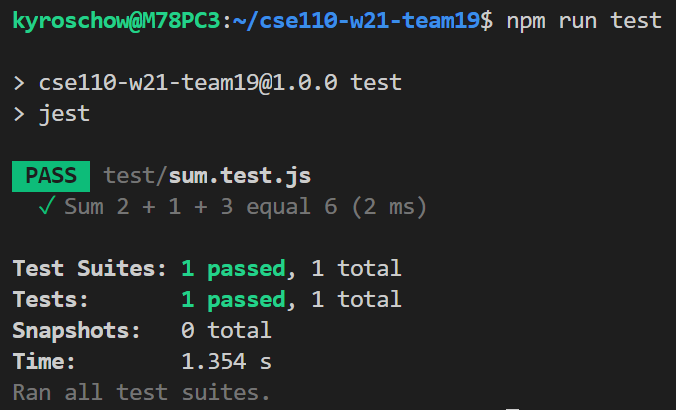 kyroschow@M78PC3:~/cse110-w21-team19$ npm run test
> cse110-w21-team19@1.0.0 test
> jest
PASS test/sum.test.js
✓ Sum 2 + 1 + 3 equal 6 (2 ms)
Test Suites: 1 passed, 1 total
Tests: 1 passed, 1 total
Snapshots: 0 total
Time: 1.354 s
Ran all test suites.